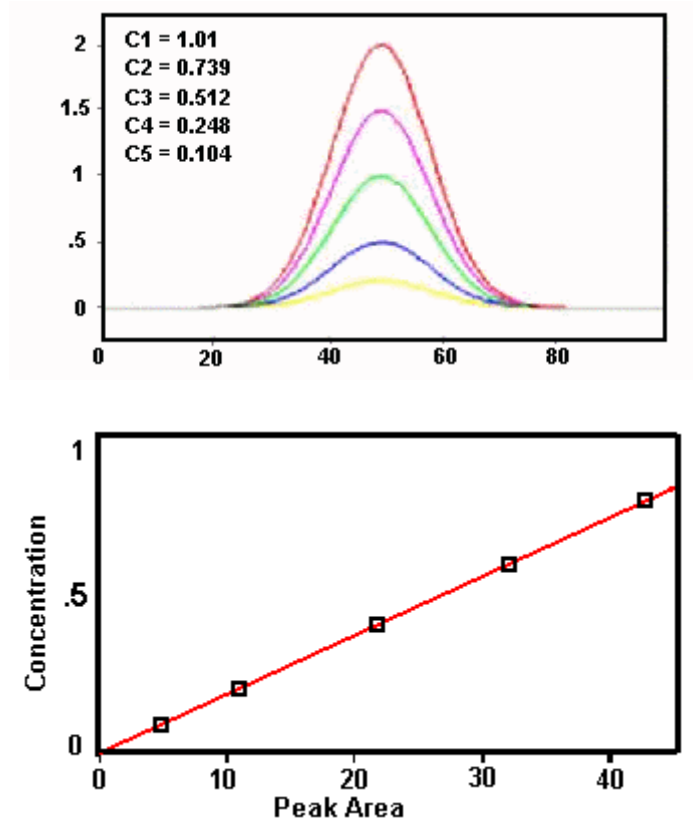 2
1.5
1
.5
0
C1 = 1.01
C2 = 0.739
C3 = 0.512
C4 = 0.248
C5 = 0.104
0 20 40 60 80
1
.5
0
Concentration
0 10 20 30 40
Peak Area